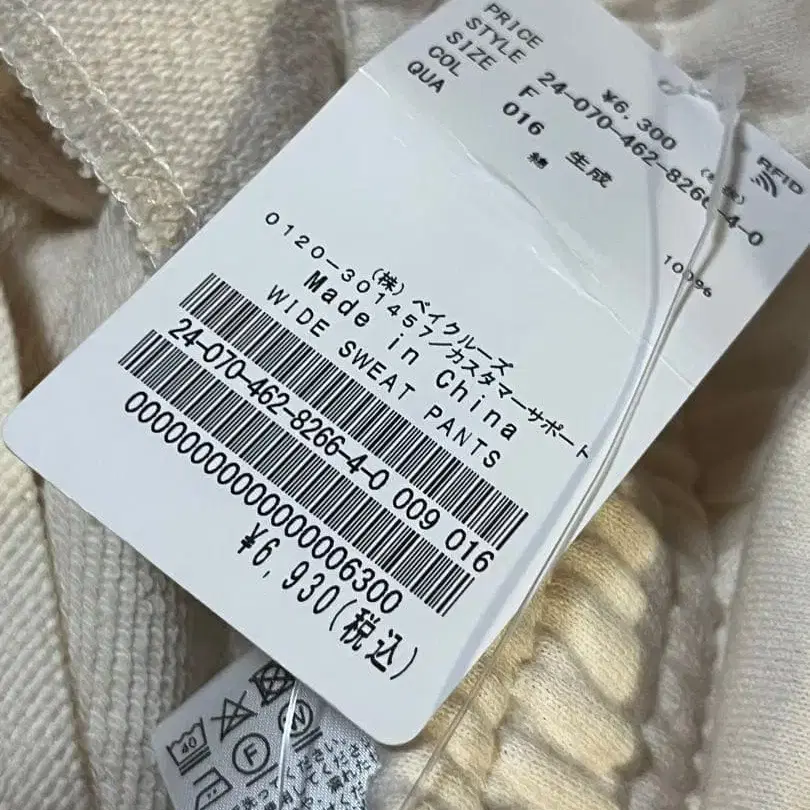 PRICE ¥6,300
STYLE 24-070-462-8266-4-0
SIZE F
COL 016 生成
QUA
10096
RFID
(株) ベイクルーズ
0120-301457/カスタマーサポート
Made in China
WIDE SWEAT PANTS
24-070-462-8266-4-0 009 016
¥6,930(税込)
40
F
W